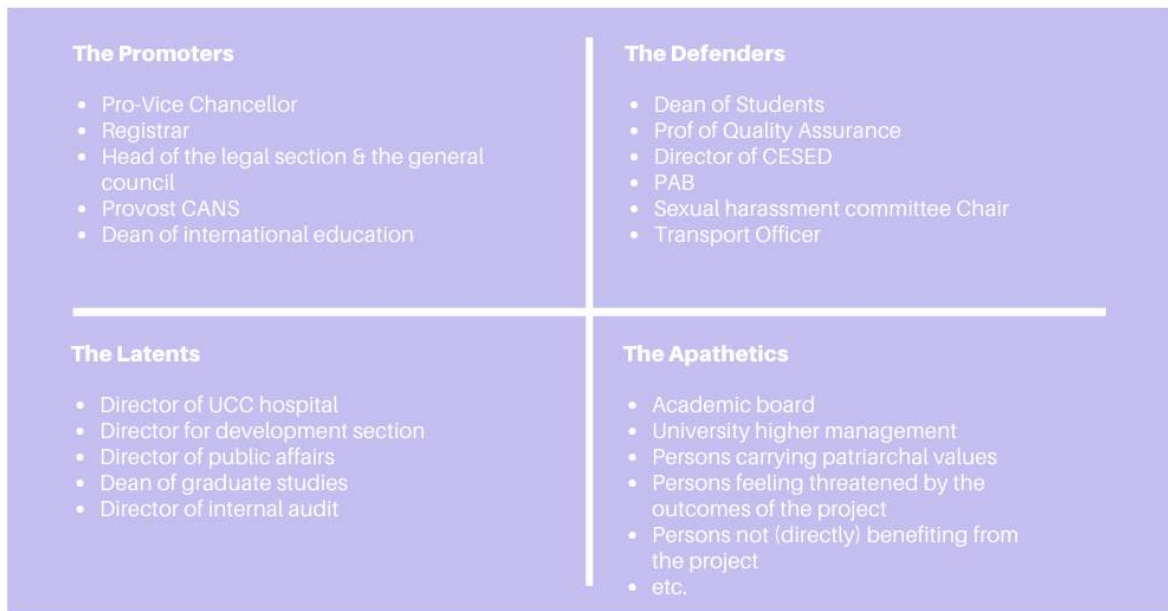 The Promoters
• Pro-Vice Chancellor
• Registrar
• Head of the legal section & the general
council
• Provost CANS
• Dean of international education
The Defenders
• Dean of Students
• Prof of Quality Assurance
• Director of CESED
• PAB
• Sexual harassment committee Chair
• Transport Officer
The Latents
• Director of UCC hospital
• Director for development section
• Director of public affairs
• Dean of graduate studies
• Director of internal audit
The Apathetics
• Academic board
• University higher management
• Persons carrying patriarchal values
• Persons feeling threatened by the
outcomes of the project
• Persons not (directly) benefiting from
the project
• etc.